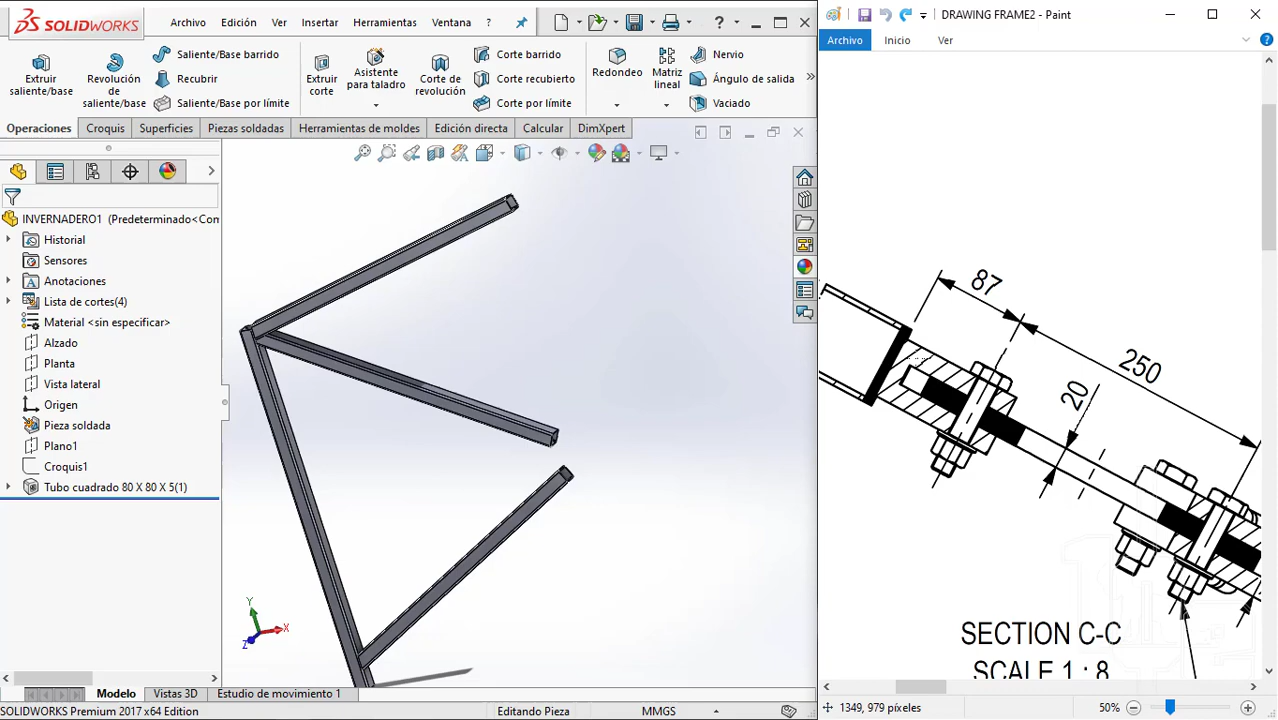 SOLIDWORKS
Archivo Edición Ver Insertar Herramientas Ventana ?
Extruir saliente/base
Revolución de saliente/base
Saliente/Base barrido
Recubrir
Saliente/Base por límite
Extruir corte
Asistente para taladro
Corte de revolución
Corte barrido
Corte recubierto
Corte por límite
Redondeo
Matriz lineal
Nervio
Ángulo de salida
Vaciado
Operaciones Croquis Superficies Piezas soldadas Herramientas de moldes Edición directa Calcular DimXpert
INVERNADERO1 (Predeterminado<Com
Historial
Sensores
Anotaciones
Lista de cortes(4)
Material <sin especificar>
Alzado
Planta
Vista lateral
Origen
Pieza soldada
Plano1
Croquis1
Tubo cuadrado 80 X 80 X 5(1)
Y
X
Z
Modelo Vistas 3D Estudio de movimiento 1
SOLIDWORKS Premium 2017 x64 Edition Editando Pieza MMGS
DRAWING FRAME2 - Paint
Archivo Inicio Ver
87
250
20
SECTION C-C
SCALE 1 : 8
1349, 979 píxeles 50%